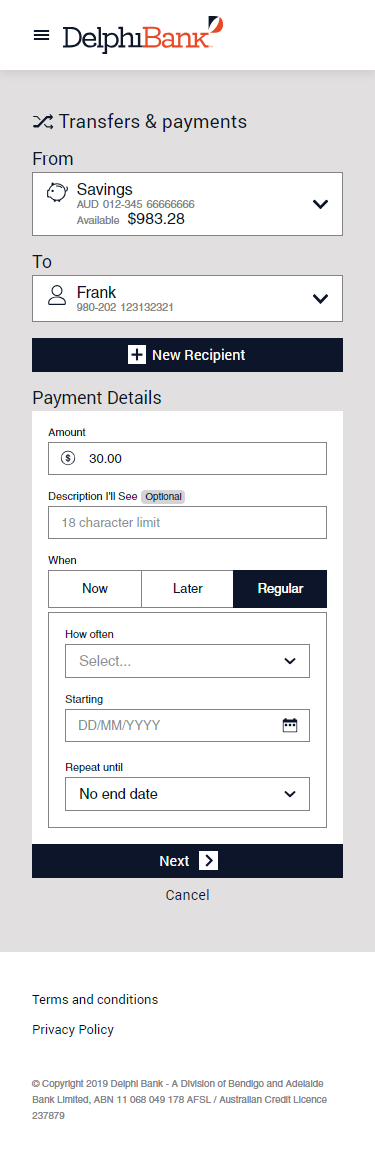 DelphiBank
Transfers & payments
From
Savings
AUD 012-345 66666666
Available $983.28
To
Frank
980-202 123132321
New Recipient
Payment Details
Amount
$ 30.00
Description I'll See Optional
18 character limit
When
Now Later Regular
How often
Select...
Starting
DD/MM/YYYY
Repeat until
No end date
Next
Cancel
Terms and conditions
Privacy Policy
© Copyright 2019 Delphi Bank - A Division of Bendigo and Adelaide
Bank Limited, ABN 11 068 049 178 AFSL / Australian Credit Licence
237879